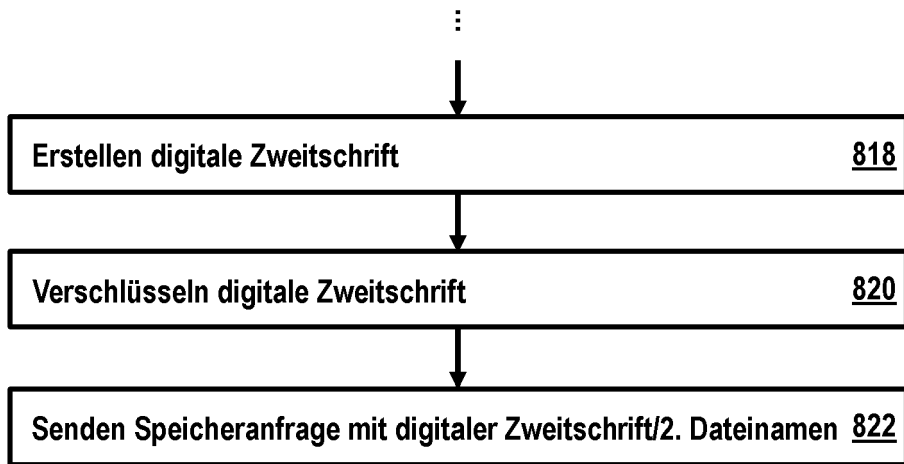 ⋮
Erstellen digitale Zweitschrift 818
Verschlüsseln digitale Zweitschrift 820
Senden Speicheranfrage mit digitaler Zweitschrift/2. Dateinamen 822